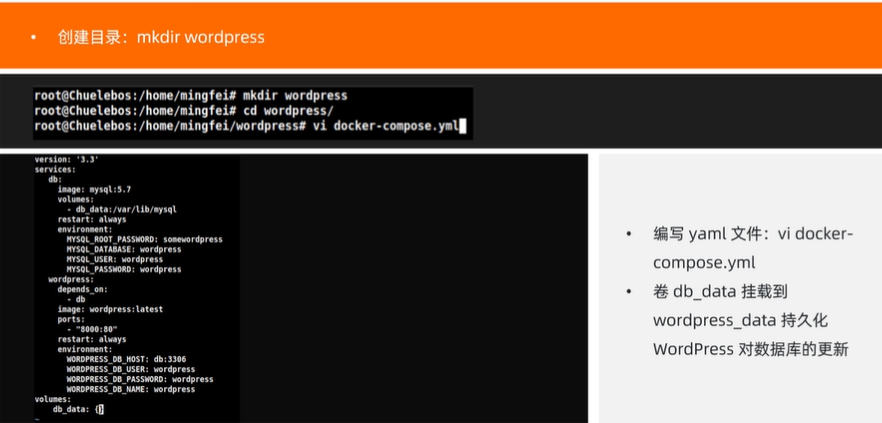 • 创建目录：mkdir wordpress
root@Chuelebos:/home/mingfei# mkdir wordpress
root@Chuelebos:/home/mingfei# cd wordpress/
root@Chuelebos:/home/mingfei/wordpress# vi docker-compose.yml
version: '3.3'
services:
  db:
    image: mysql:5.7
    volumes:
      - db_data:/var/lib/mysql
    restart: always
    environment:
      MYSQL_ROOT_PASSWORD: somewordpress
      MYSQL_DATABASE: wordpress
      MYSQL_USER: wordpress
      MYSQL_PASSWORD: wordpress
  wordpress:
    depends_on:
      - db
    image: wordpress:latest
    ports:
      - "8000:80"
    restart: always
    environment:
      WORDPRESS_DB_HOST: db:3306
      WORDPRESS_DB_USER: wordpress
      WORDPRESS_DB_PASSWORD: wordpress
      WORDPRESS_DB_NAME: wordpress
volumes:
    db_data: {}
~
• 编写 yaml 文件：vi docker-
compose.yml
• 卷 db_data 挂载到
wordpress_data 持久化
WordPress 对数据库的更新